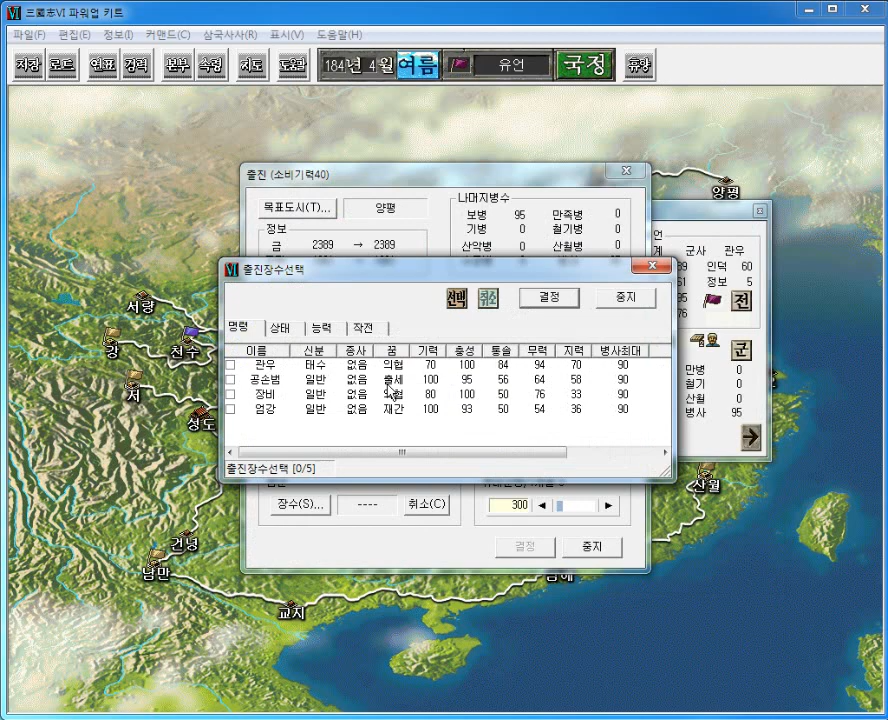 三國志VI 파워업 키트
파일(F) 편집(E) 정보(I) 커맨드(C) 삼국사사(R) 표시(V) 도움말(H)
저장 로드 연표 경력 본부 속령 지도 도움말 184년 4월 여름 유언 국정 휴양
양평
출진 (소비기력40)
목표도시(T)... 양평
나머지병수
보병 95 만족병 0
기병 0 철기병 0
산악병 0 산월병 0
정보
금 2389 → 2389
군사 관우
인덕 60
정보 5
전
군
만병 0
철기 0
산월 0
병사 95
출진장수선택
선택 취소 결정 중지
명령 상태 능력 작전
이름 신분 종사 꿈 기력 충성 통솔 무력 지력 병사최대
관우 태수 없음 의협 70 100 84 94 70 90
공손범 일반 없음 출세 100 95 56 64 58 90
장비 일반 없음 의협 80 100 50 76 33 90
엄강 일반 없음 재간 100 93 50 54 36 90
출진장수선택 [0/5]
장수(S)... ---- 취소(C) 300
결정 중지
서량
강
천수
저
성도
산월
건녕
남만
교지